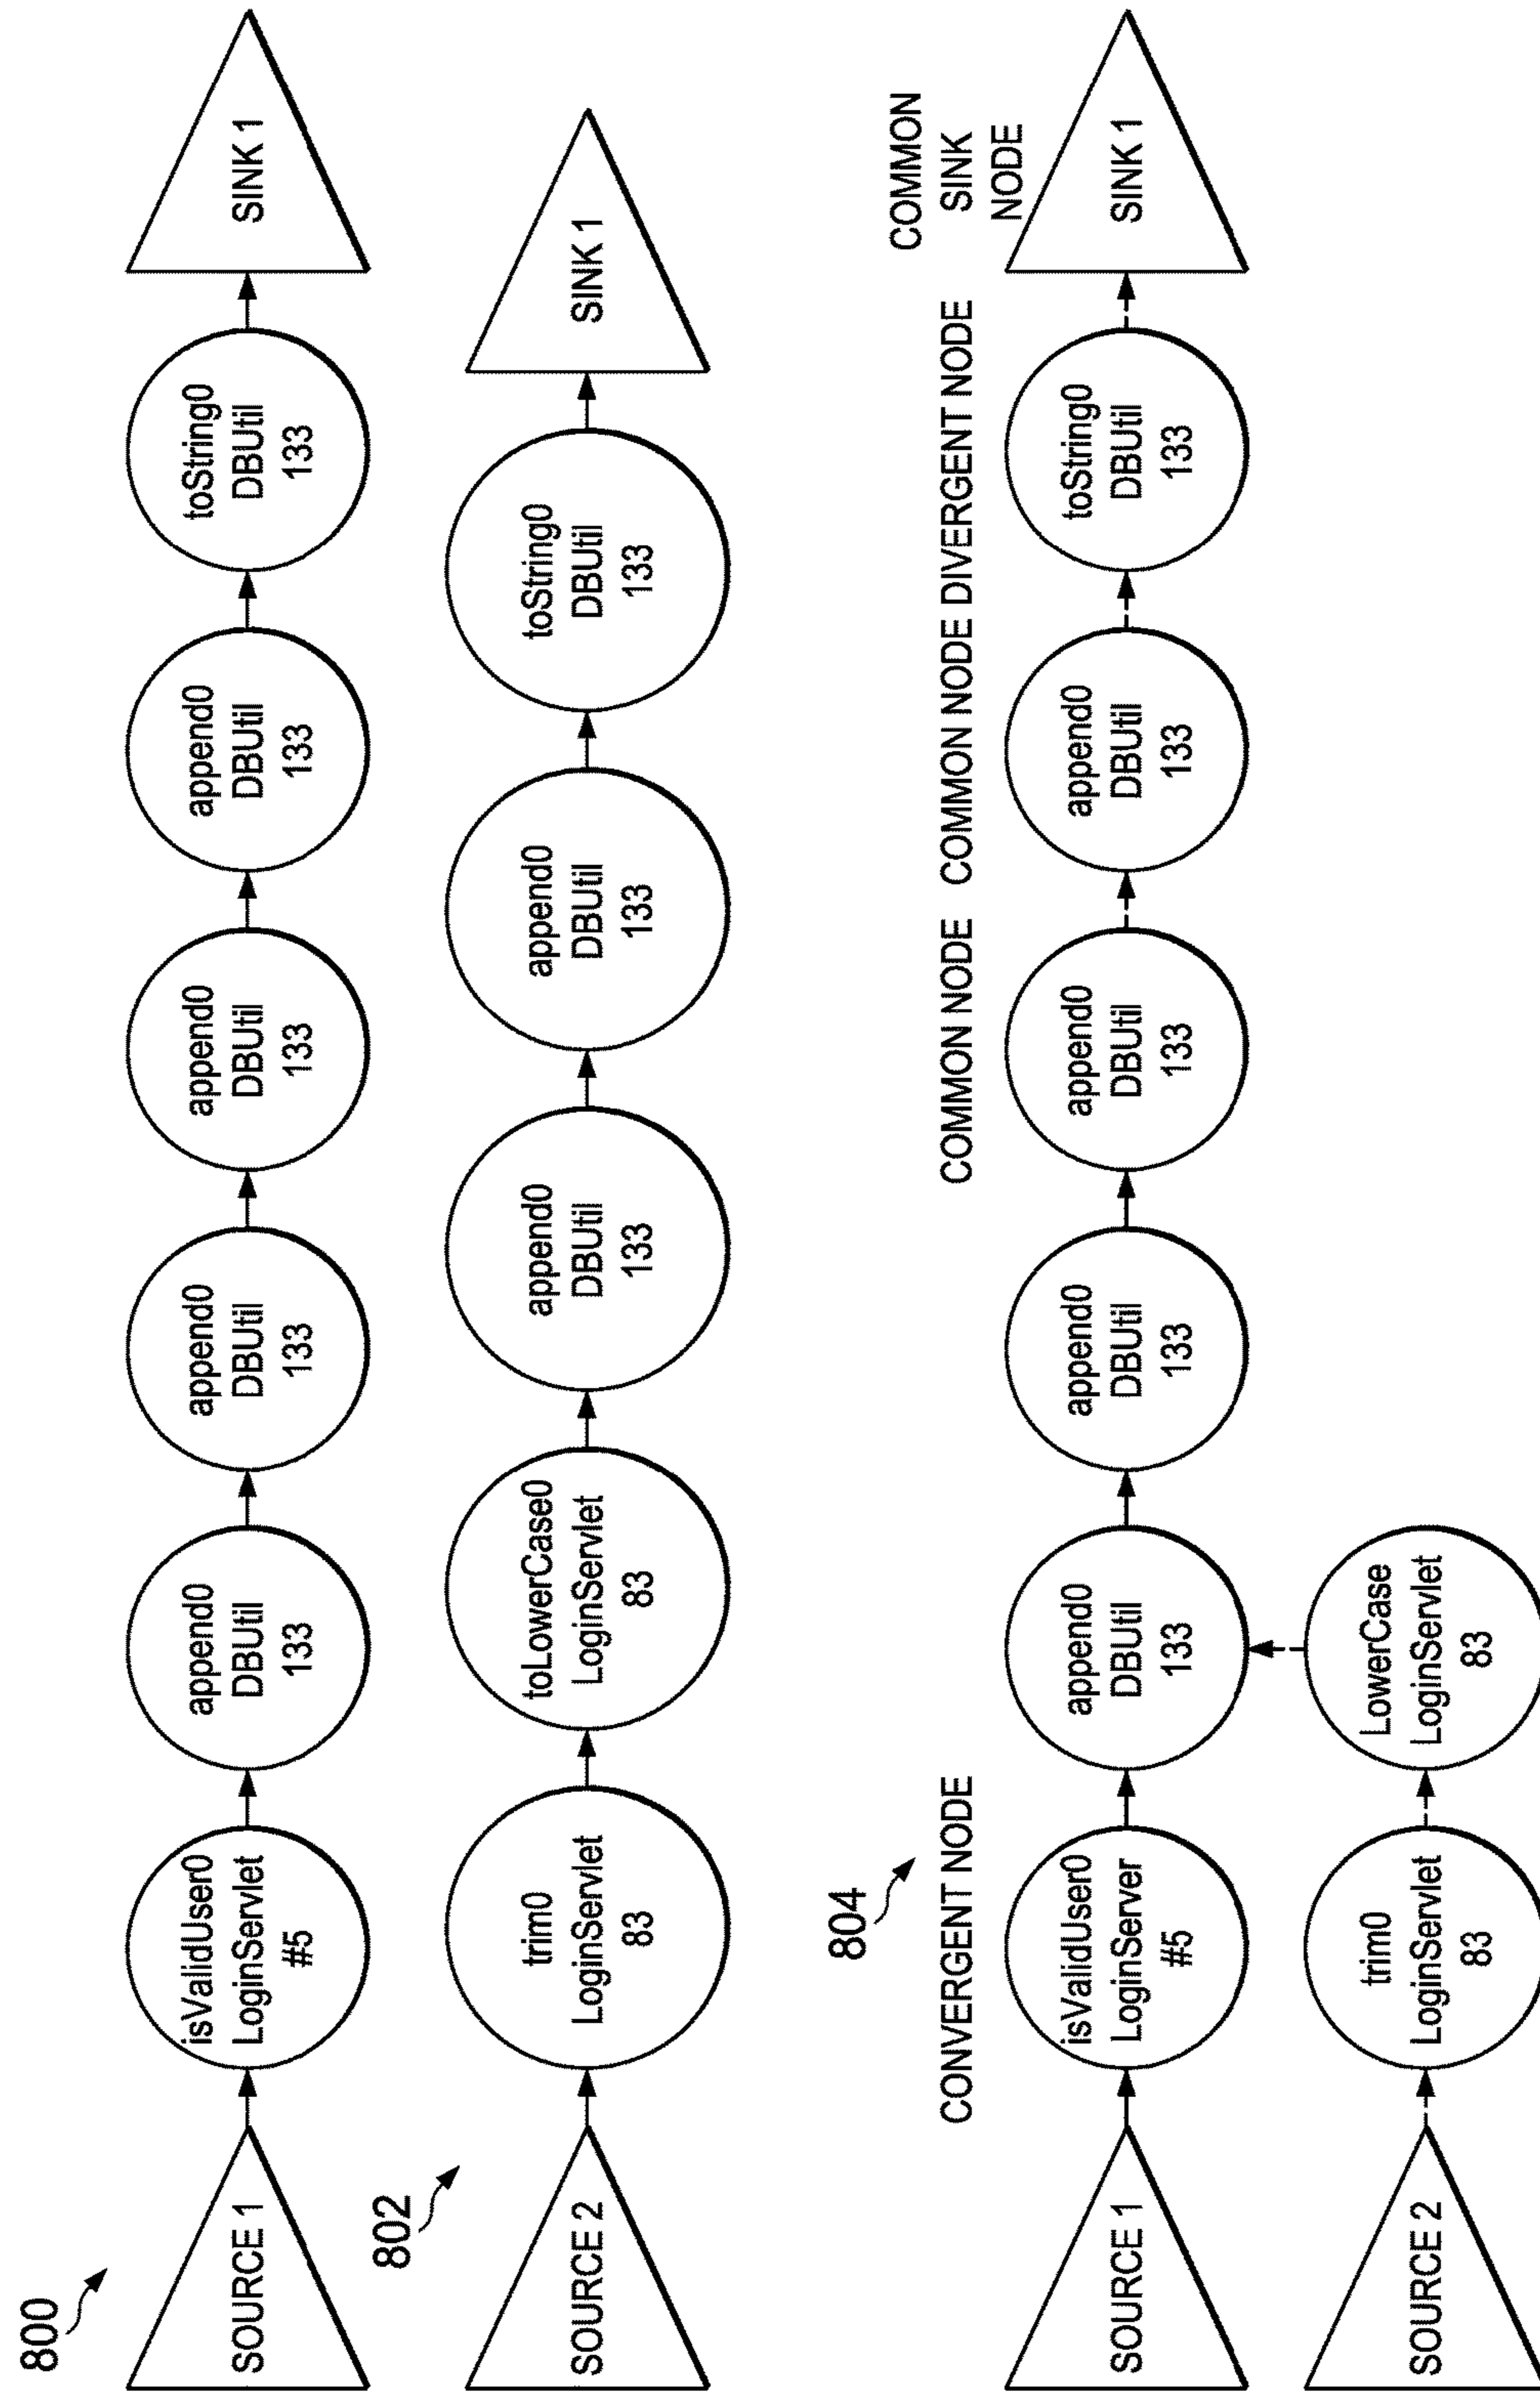 800
SOURCE 1
isValidUser0
LoginServlet
#5
append0
DBUtil
133
append0
DBUtil
133
append0
DBUtil
133
append0
DBUtil
133
toString0
DBUtil
133
SINK 1
802
SOURCE 2
trim0
LoginServlet
83
toLowerCase0
LoginServlet
83
append0
DBUtil
133
append0
DBUtil
133
toString0
DBUtil
133
SINK 1
804
CONVERGENT NODE
COMMON NODE
COMMON NODE
DIVERGENT NODE
COMMON
SINK
NODE
SOURCE 1
isValidUser0
LoginServer
#5
append0
DBUtil
133
append0
DBUtil
133
append0
DBUtil
133
append0
DBUtil
133
toString0
DBUtil
133
SINK 1
SOURCE 2
trim0
LoginServlet
83
LowerCase
LoginServlet
83